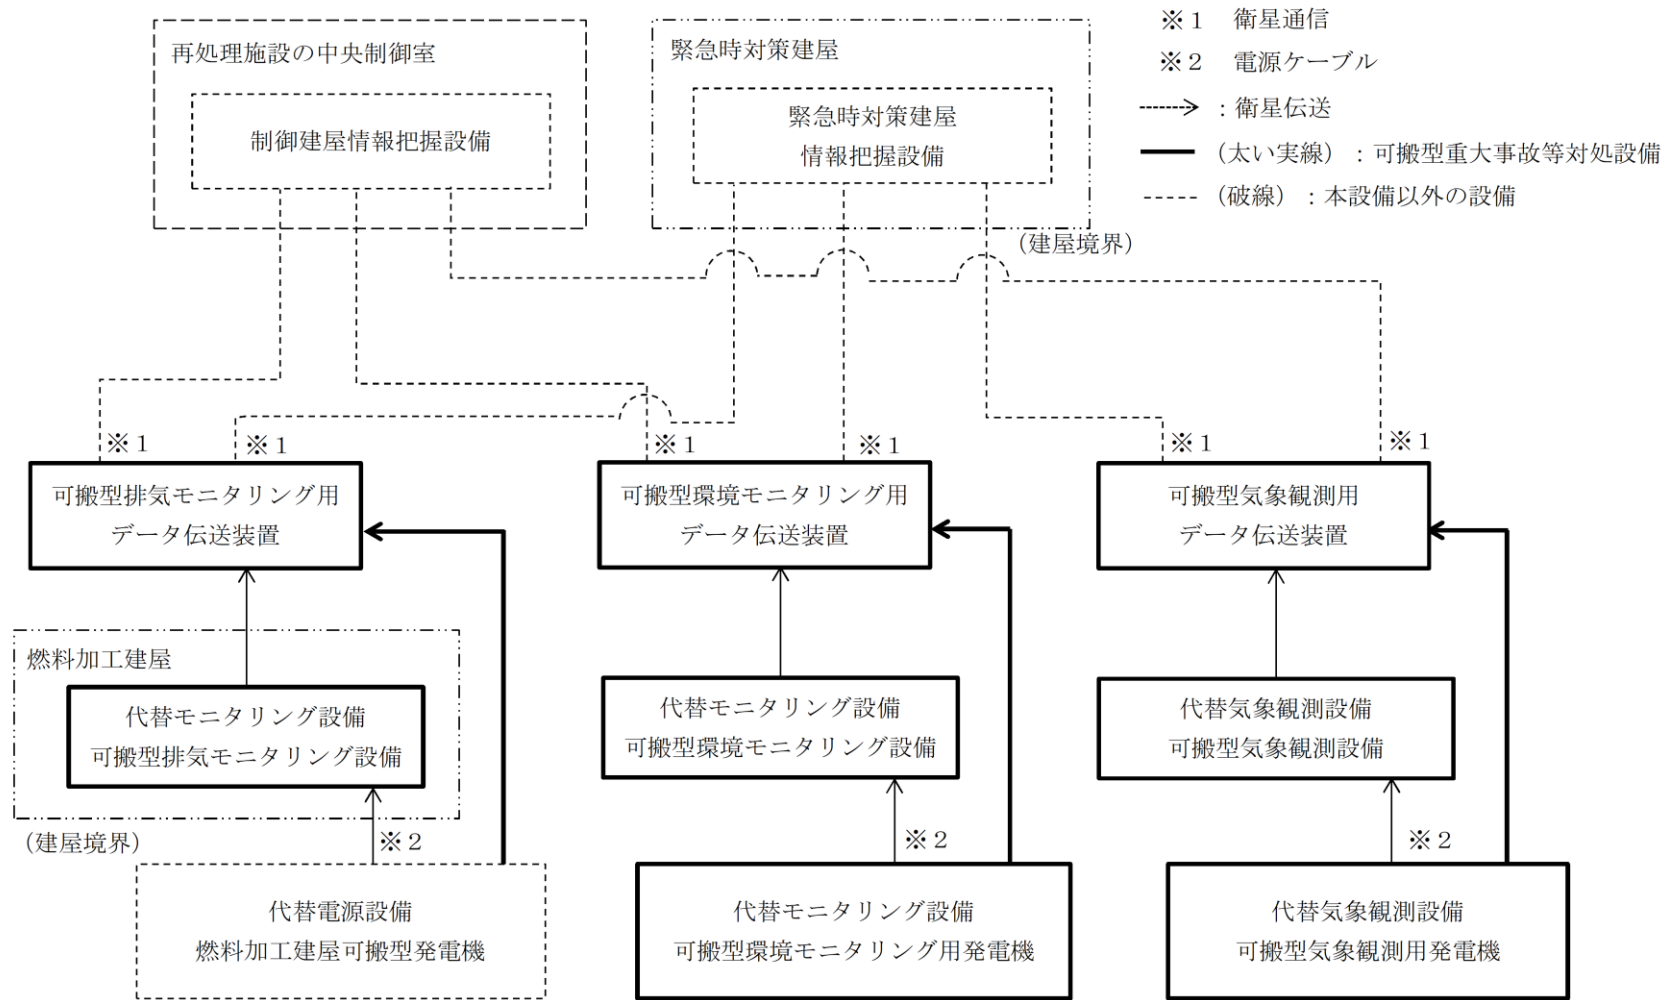 再処理施設の中央制御室
制御建屋情報把握設備
緊急時対策建屋
緊急時対策建屋
情報把握設備
(建屋境界)
※1 衛星通信
※2 電源ケーブル
：衛星伝送
(太い実線)：可搬型重大事故等対処設備
(破線)：本設備以外の設備
※1
※1
※1
※1
※1
※1
可搬型排気モニタリング用
データ伝送装置
可搬型環境モニタリング用
データ伝送装置
可搬型気象観測用
データ伝送装置
燃料加工建屋
代替モニタリング設備
可搬型排気モニタリング設備
(建屋境界)
代替モニタリング設備
可搬型環境モニタリング設備
代替気象観測設備
可搬型気象観測設備
※2
※2
※2
代替電源設備
燃料加工建屋可搬型発電機
代替モニタリング設備
可搬型環境モニタリング用発電機
代替気象観測設備
可搬型気象観測用発電機